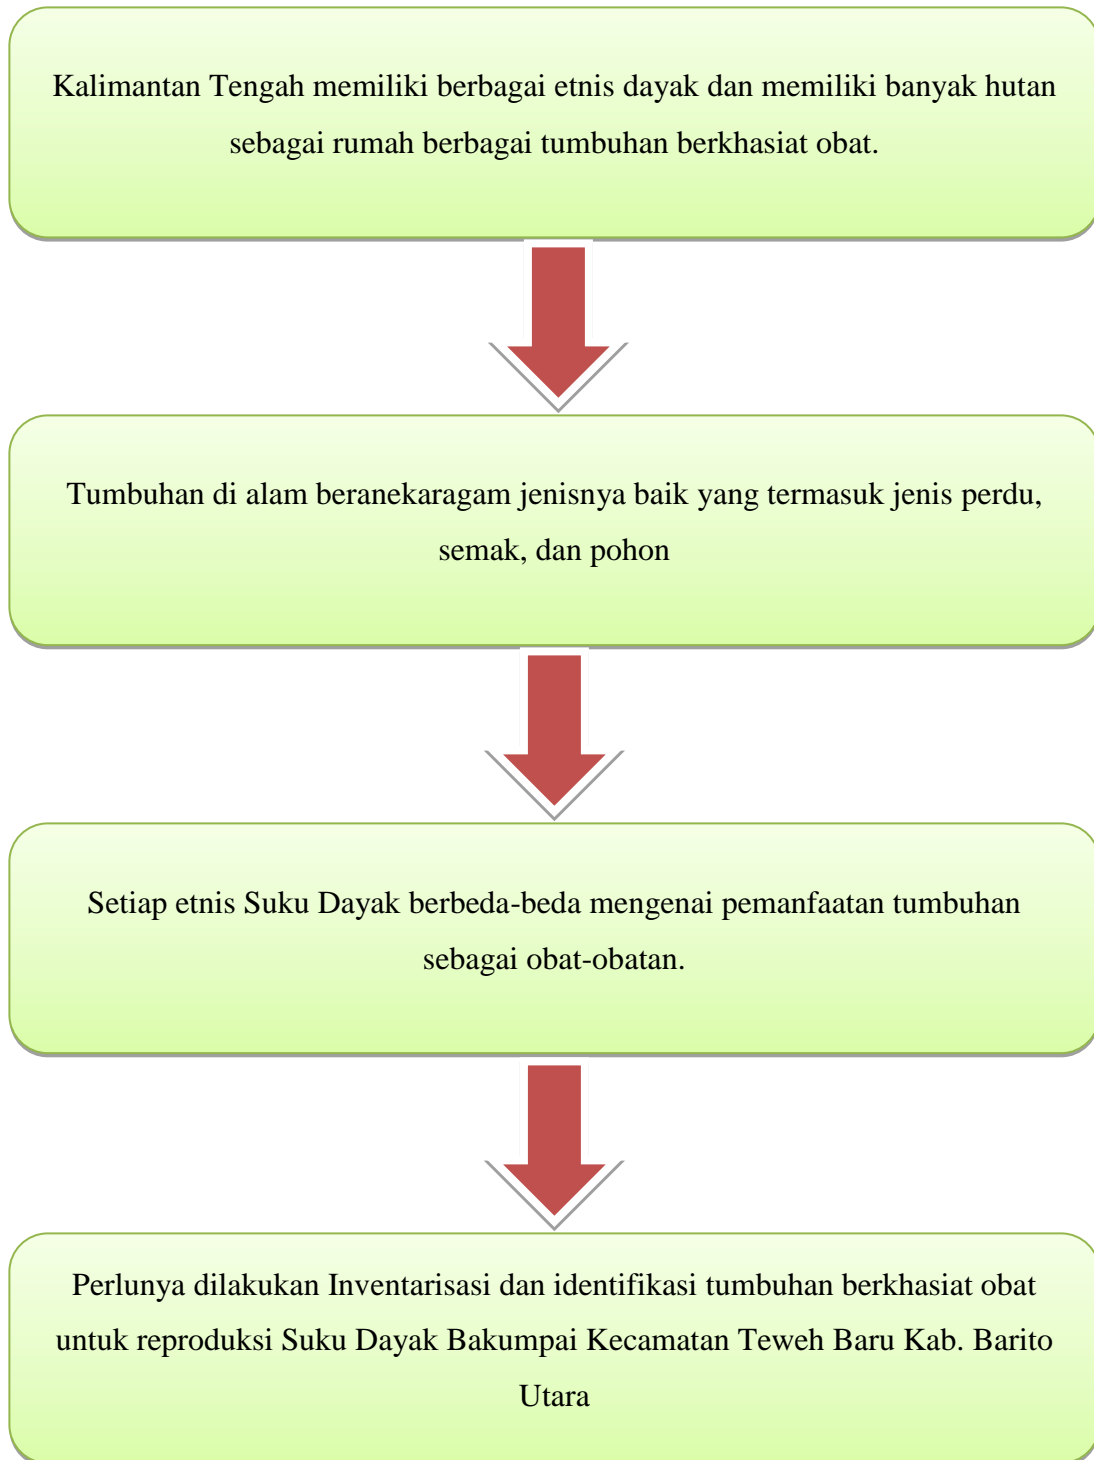 Kalimantan Tengah memiliki berbagai etnis dayak dan memiliki banyak hutan
sebagai rumah berbagai tumbuhan berkhasiat obat.
Tumbuhan di alam beranekaragam jenisnya baik yang termasuk jenis perdu,
semak, dan pohon
Setiap etnis Suku Dayak berbeda-beda mengenai pemanfaatan tumbuhan
sebagai obat-obatan.
Perlunya dilakukan Inventarisasi dan identifikasi tumbuhan berkhasiat obat
untuk reproduksi Suku Dayak Bakumpai Kecamatan Teweh Baru Kab. Barito
Utara